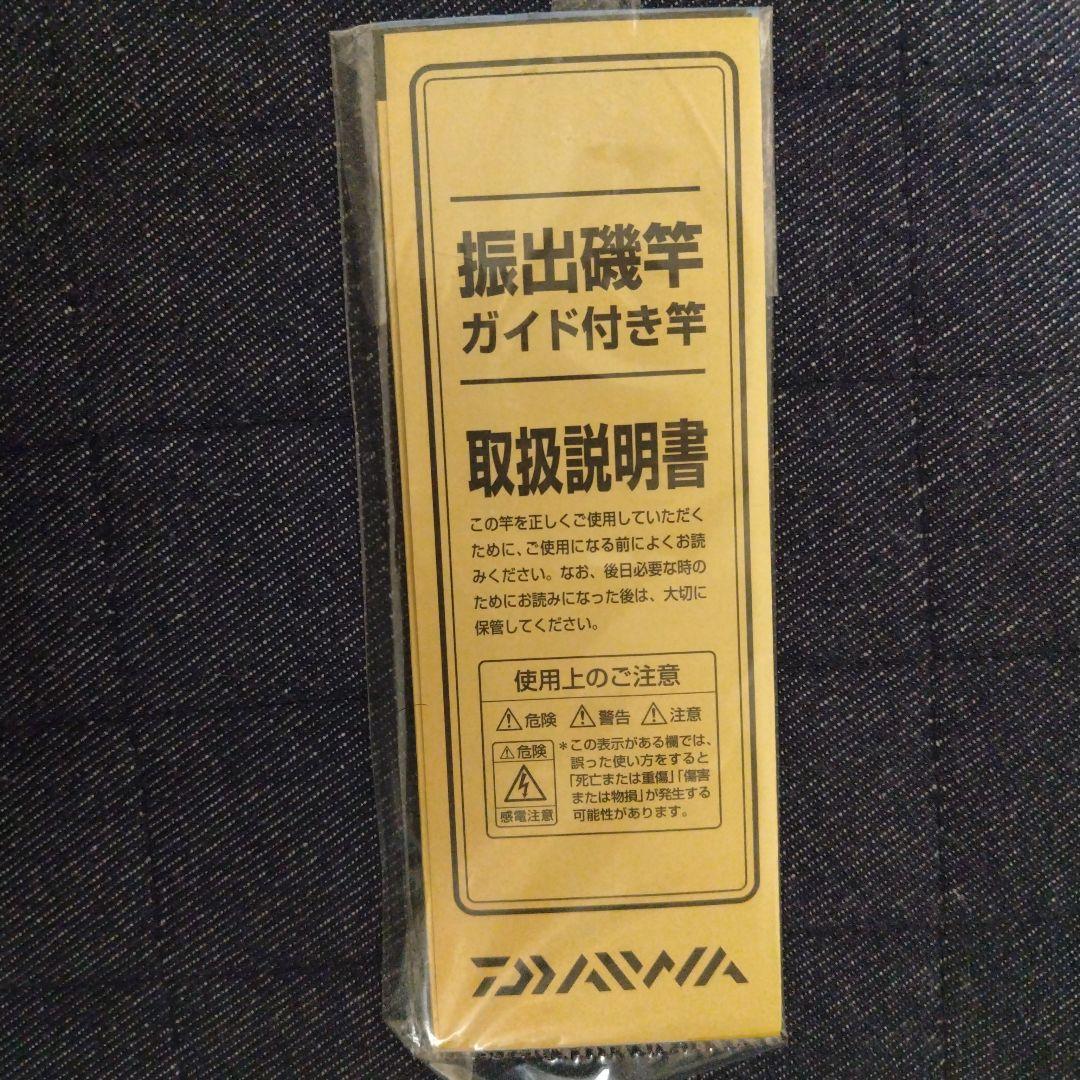 振出磯竿
ガイド付き竿
取扱説明書
この竿を正しくご使用していただく
ために、ご使用になる前によくお読
みください。なお、後日必要な時の
ためにお読みになった後は、大切に
保管してください。
使用上のご注意
⚠危険 ⚠警告 ⚠注意
⚠危険
感電注意
*この表示がある欄では、
誤った使い方をすると
「死亡または重傷」「傷害
または物損」が発生する
可能性があります。
DAIWA